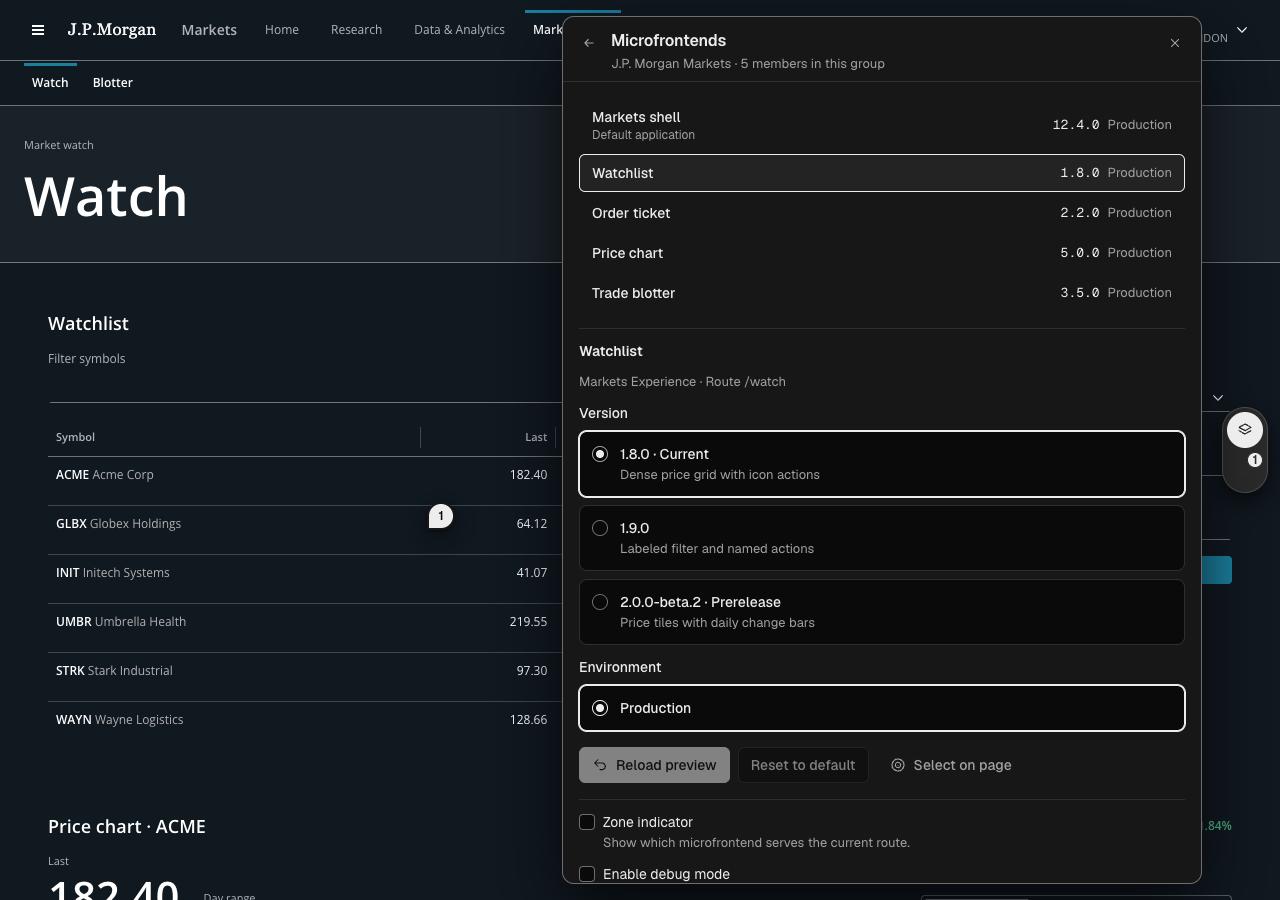 J.P.Morgan Markets Home Research Data & Analytics Mark
DON
Watch Blotter
Market watch
Watch
Watchlist
Filter symbols
Symbol Last
ACME Acme Corp 182.40
GLBX Globex Holdings 64.12
1
INIT Initech Systems 41.07
UMBR Umbrella Health 219.55
STRK Stark Industrial 97.30
WAYN Wayne Logistics 128.66
Price chart · ACME
.84%
Last
182.40 Day range
Microfrontends
J.P. Morgan Markets · 5 members in this group
Markets shell 12.4.0 Production
Default application
Watchlist 1.8.0 Production
Order ticket 2.2.0 Production
Price chart 5.0.0 Production
Trade blotter 3.5.0 Production
Watchlist
Markets Experience · Route /watch
Version
1.8.0 · Current
Dense price grid with icon actions
1.9.0
Labeled filter and named actions
2.0.0-beta.2 · Prerelease
Price tiles with daily change bars
Environment
Production
Reload preview Reset to default Select on page
Zone indicator
Show which microfrontend serves the current route.
Enable debug mode
1